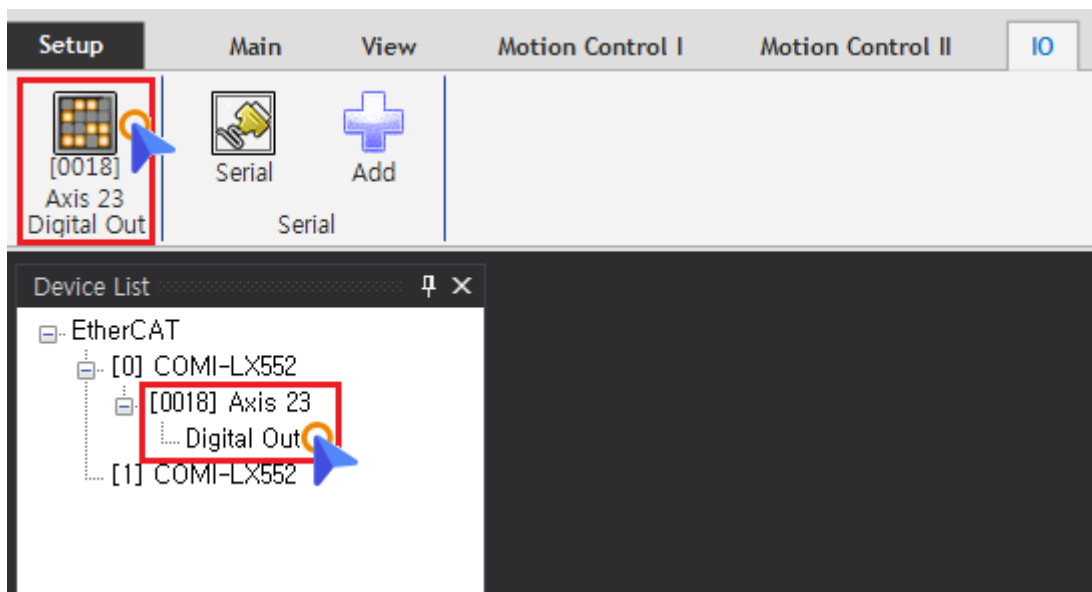 Setup Main View Motion Control I Motion Control II IO
[0018]
Axis 23
Digital Out
Serial
Add
Serial
Device List
EtherCAT
[0] COMI-LX552
[0018] Axis 23
Digital Out
[1] COMI-LX552